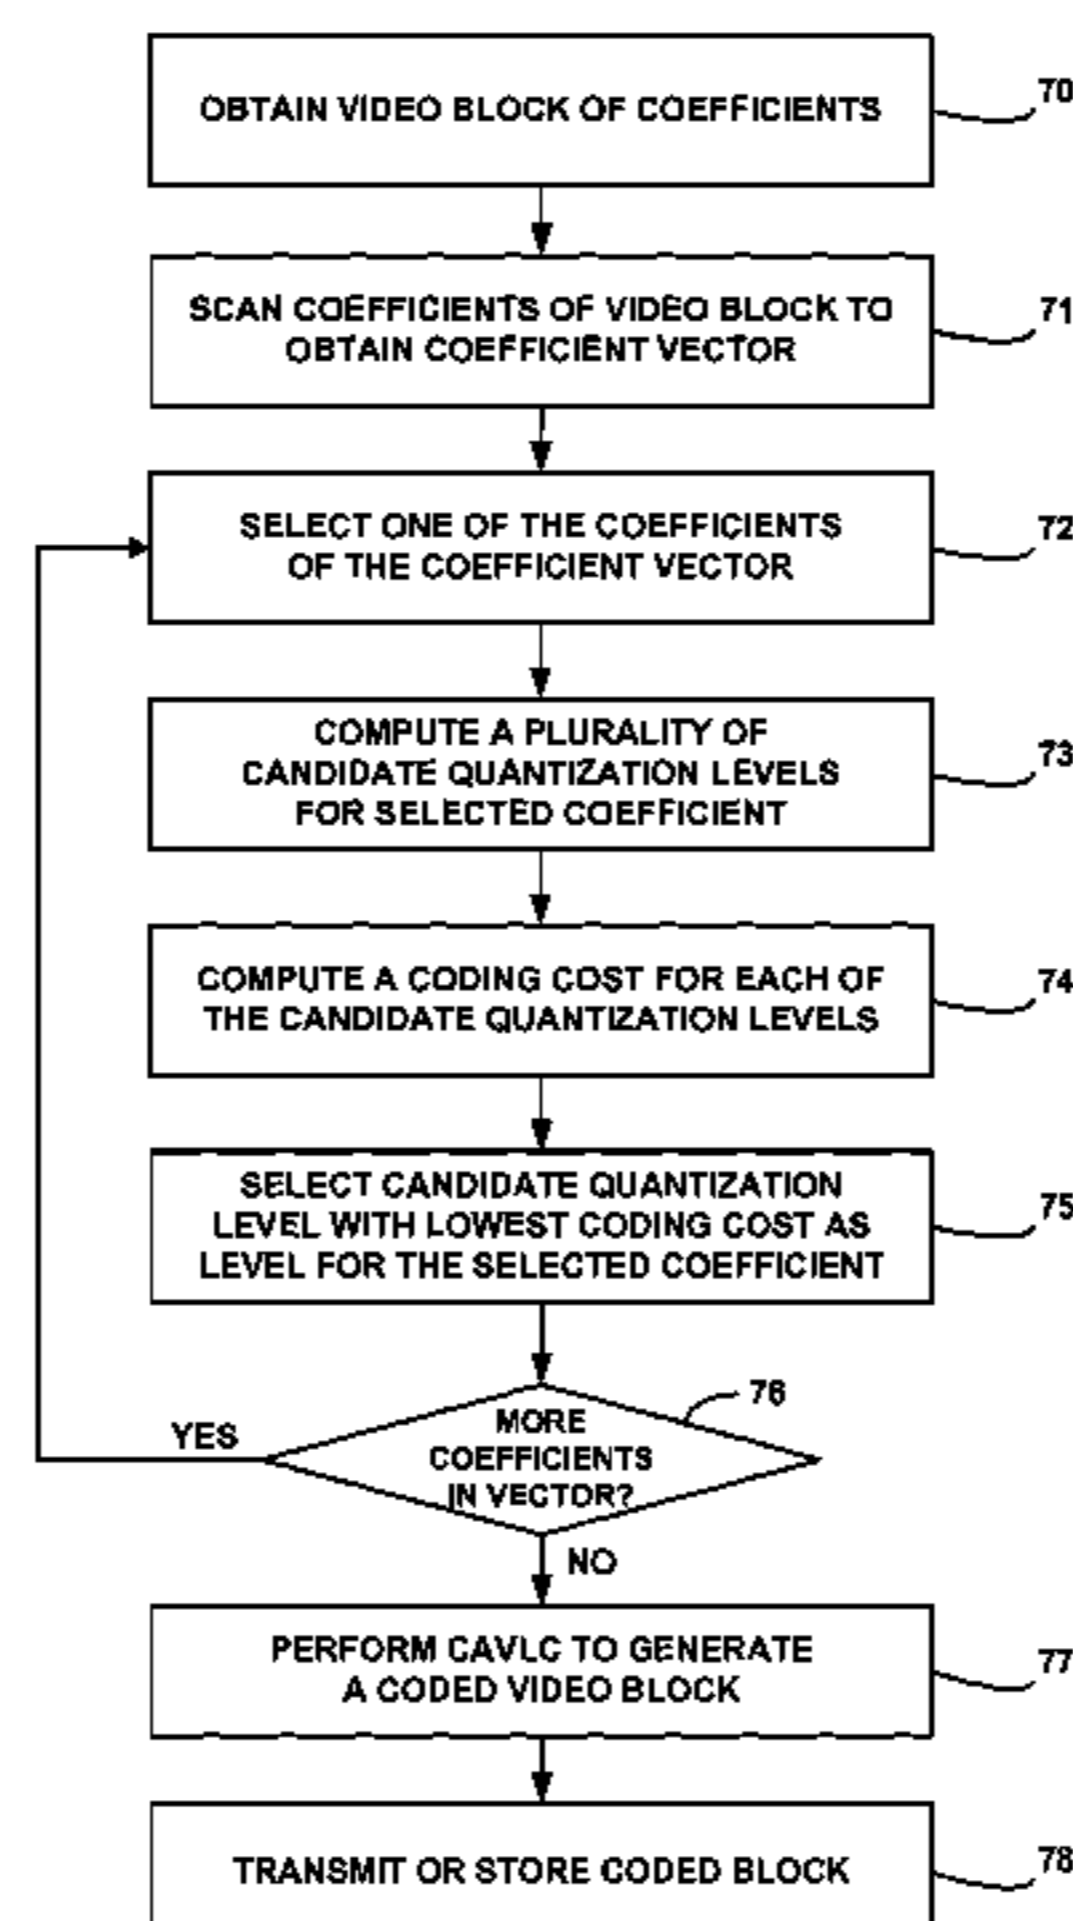 OBTAIN VIDEO BLOCK OF COEFFICIENTS
70
SCAN COEFFICIENTS OF VIDEO BLOCK TO
OBTAIN COEFFICIENT VECTOR
71
SELECT ONE OF THE COEFFICIENTS
OF THE COEFFICIENT VECTOR
72
COMPUTE A PLURALITY OF
CANDIDATE QUANTIZATION LEVELS
FOR SELECTED COEFFICIENT
73
COMPUTE A CODING COST FOR EACH OF
THE CANDIDATE QUANTIZATION LEVELS
74
SELECT CANDIDATE QUANTIZATION
LEVEL WITH LOWEST CODING COST AS
LEVEL FOR THE SELECTED COEFFICIENT
75
76
YES
MORE
COEFFICIENTS
IN VECTOR?
NO
PERFORM CAVLC TO GENERATE
A CODED VIDEO BLOCK
77
TRANSMIT OR STORE CODED BLOCK
78